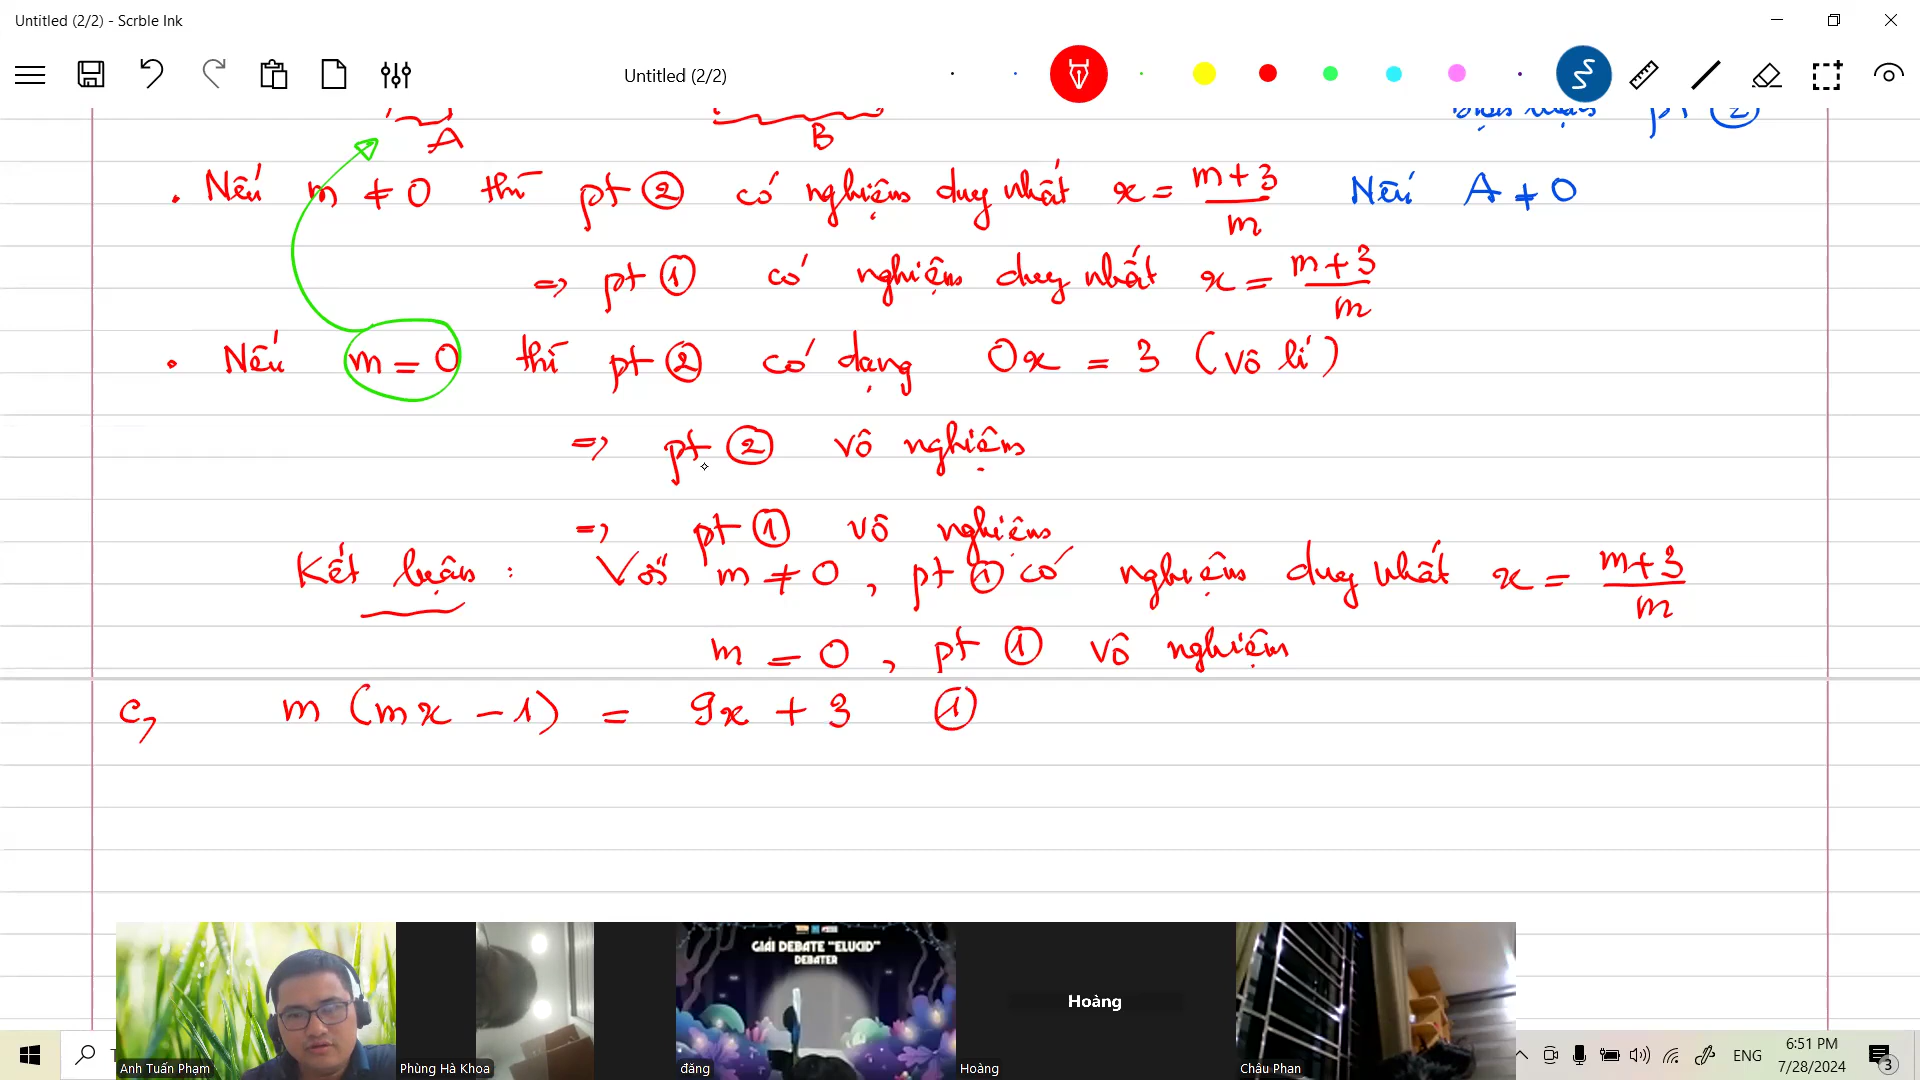 Untitled (2/2) - Scrble Ink
Untitled (2/2)
A
B
pt ②
. Nếu m ≠ 0 thì pt ② có nghiệm duy nhất x = (m+3)/m Nếu A ≠ 0
=> pt ① có nghiệm duy nhất x = (m+3)/m
. Nếu m = 0 thì pt ② có dạng 0x = 3 (vô lí)
=> pt ② vô nghiệm
=> pt ① vô nghiệm
Kết luận : Với m ≠ 0, pt ① có nghiệm duy nhất x = (m+3)/m
m = 0, pt ① vô nghiệm
c, m (mx - 1) = 9x + 3 ①
GIẢI DEBATE "ELUCID"
DEBATER
Hoàng
Anh Tuấn Phạm
Phùng Hà Khoa
đăng
Hoàng
Châu Phan
ENG
6:51 PM
7/28/2024
3